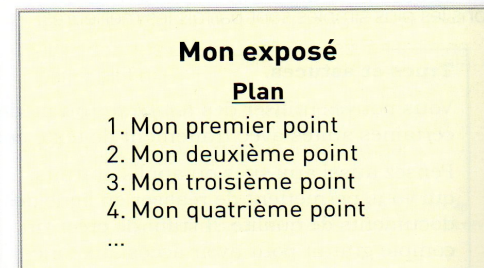 Mon exposé
Plan
1. Mon premier point
2. Mon deuxième point
3. Mon troisième point
4. Mon quatrième point
...